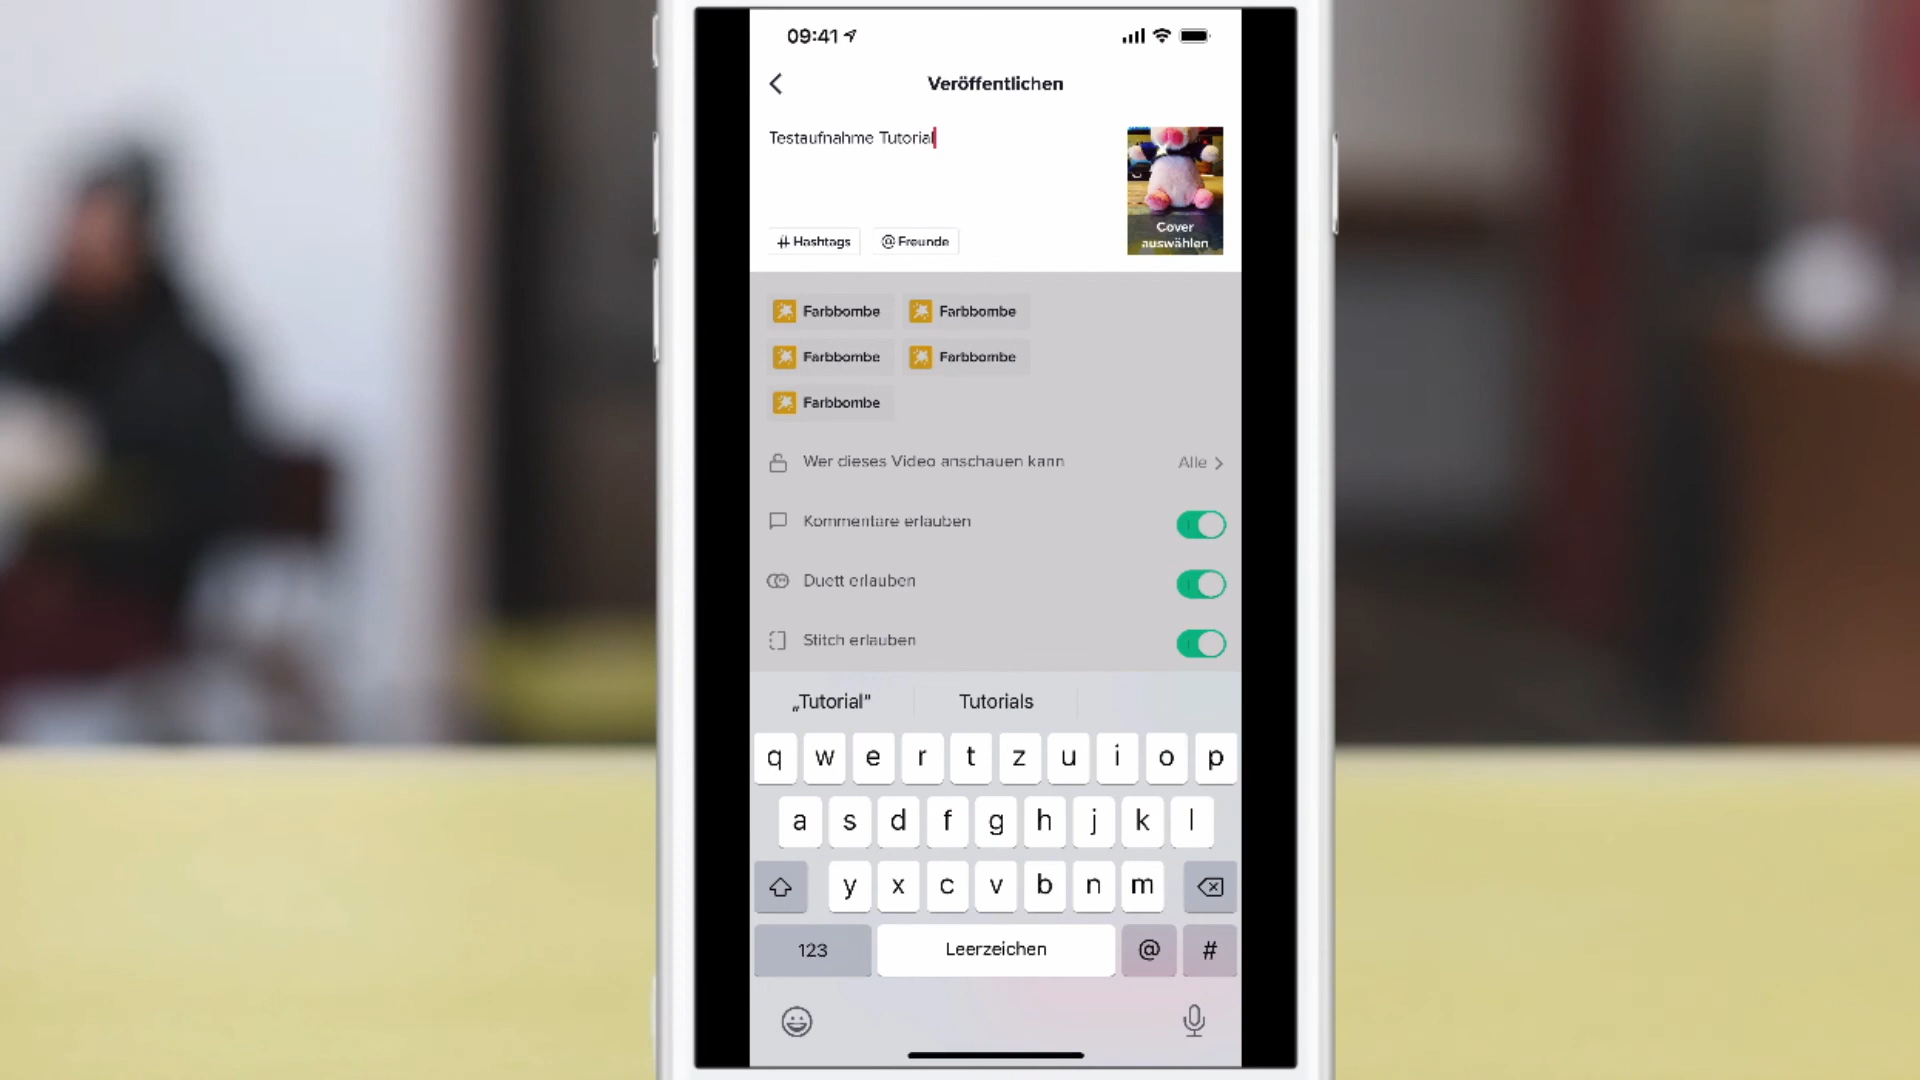 09:41
Veröffentlichen
Testaufnahme Tutorial
# Hashtags @ Freunde
Cover
auswählen
Farbbombe Farbbombe
Farbbombe Farbbombe
Farbbombe
Wer dieses Video anschauen kann Alle
Kommentare erlauben
Duett erlauben
Stitch erlauben
„Tutorial" Tutorials
q w e r t z u i o p
a s d f g h j k l
y x c v b n m
123 Leerzeichen @ #